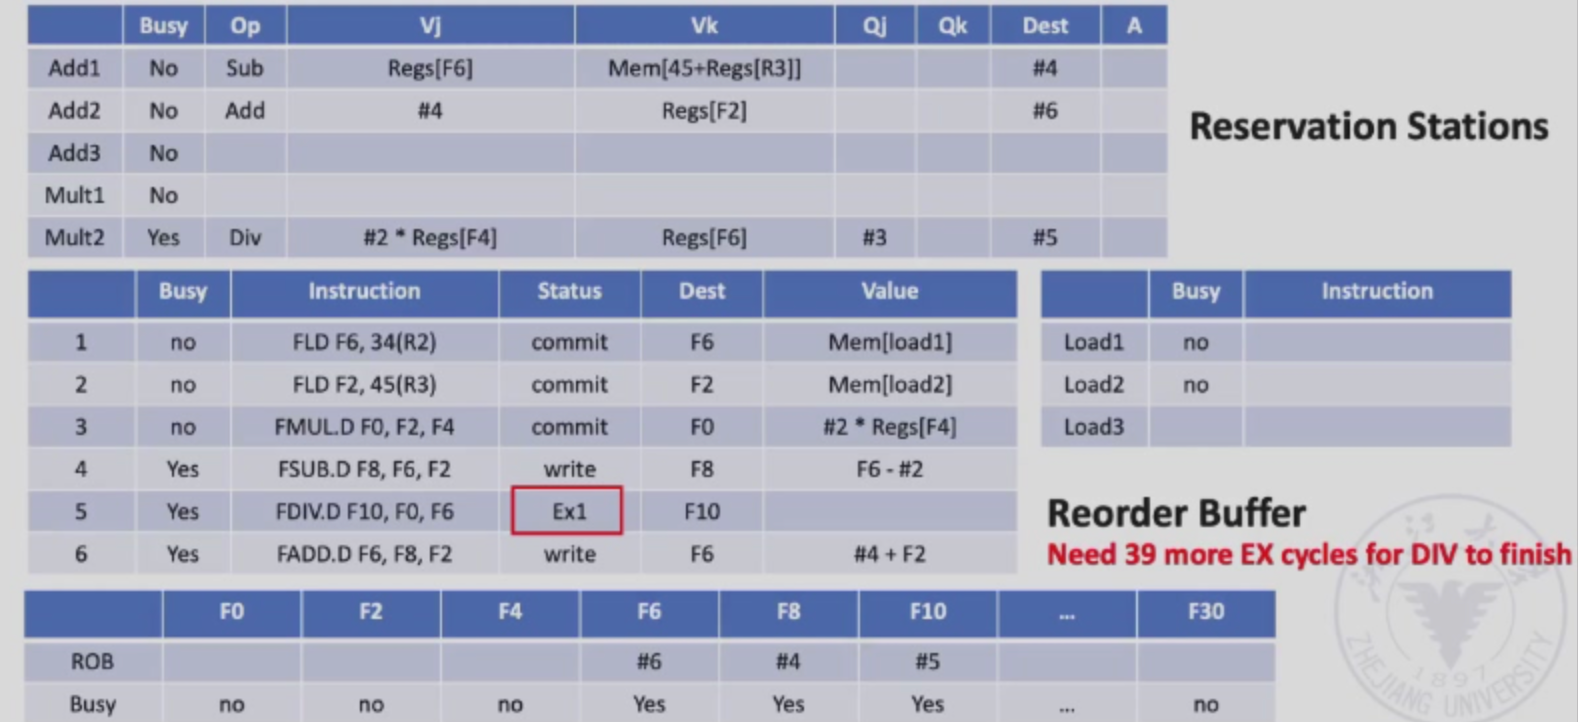 Busy Op Vj Vk Qj Qk Dest A
Add1 No Sub Regs[F6] Mem[45+Regs[R3]] #4
Add2 No Add #4 Regs[F2] #6
Add3 No
Mult1 No
Mult2 Yes Div #2 * Regs[F4] Regs[F6] #3 #5
Reservation Stations
Busy Instruction Status Dest Value
1 no FLD F6, 34(R2) commit F6 Mem[load1]
2 no FLD F2, 45(R3) commit F2 Mem[load2]
3 no FMUL.D F0, F2, F4 commit F0 #2 * Regs[F4]
4 Yes FSUB.D F8, F6, F2 write F8 F6 - #2
5 Yes FDIV.D F10, F0, F6 Ex1 F10
6 Yes FADD.D F6, F8, F2 write F6 #4 + F2
Busy Instruction
Load1 no
Load2 no
Load3
Reorder Buffer
Need 39 more EX cycles for DIV to finish
F0 F2 F4 F6 F8 F10 ... F30
ROB #6 #4 #5
Busy no no no Yes Yes Yes ... no
1897
ZHEJIANG UNIVERSITY